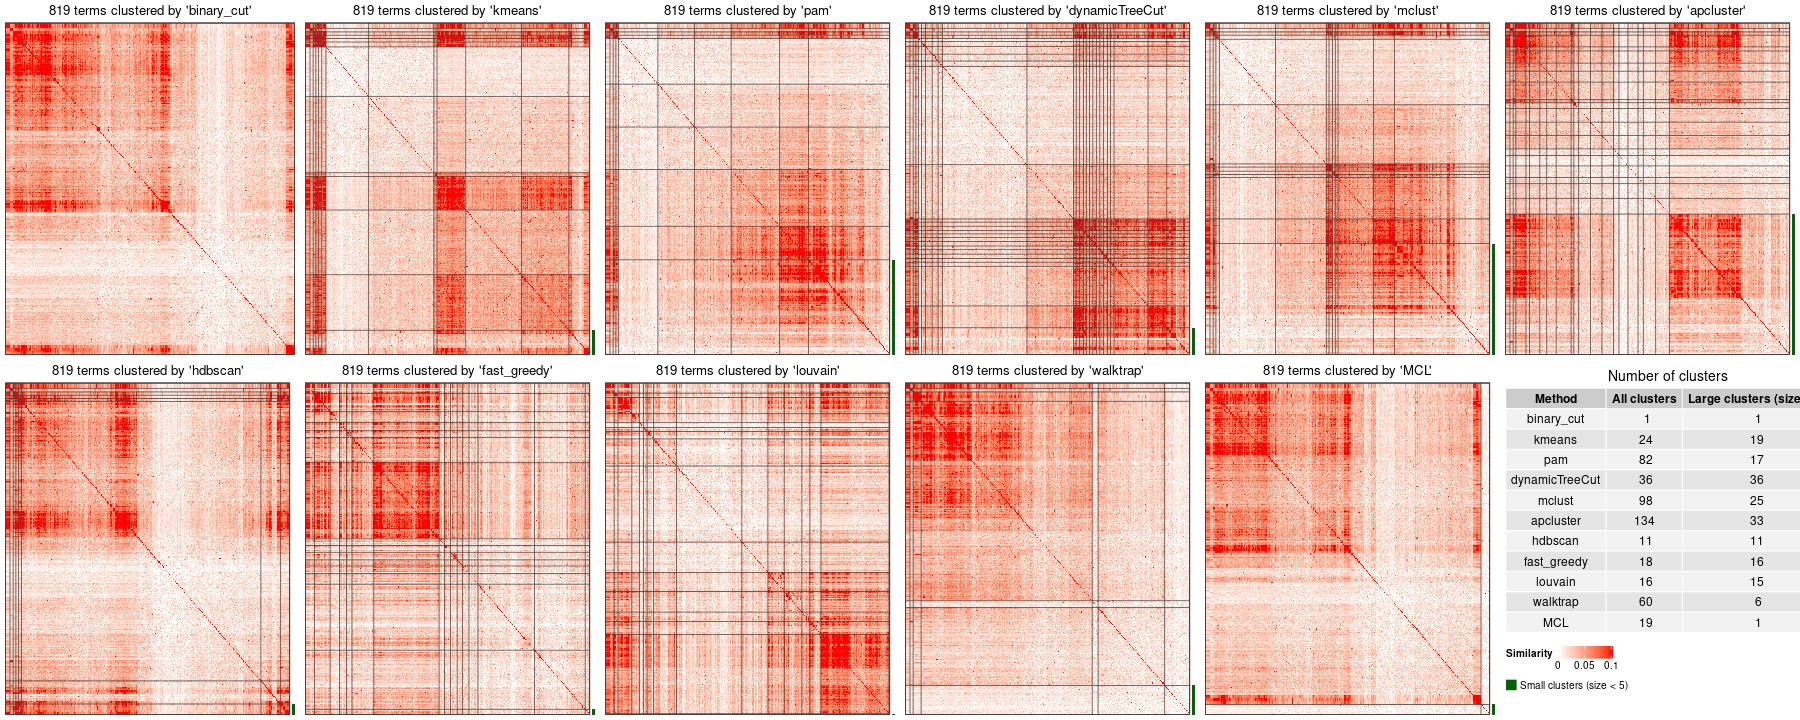 819 terms clustered by 'binary_cut'
819 terms clustered by 'kmeans'
819 terms clustered by 'pam'
819 terms clustered by 'dynamicTreeCut'
819 terms clustered by 'mclust'
819 terms clustered by 'apcluster'
819 terms clustered by 'hdbscan'
819 terms clustered by 'fast_greedy'
819 terms clustered by 'louvain'
819 terms clustered by 'walktrap'
819 terms clustered by 'MCL'
Number of clusters
Method All clusters Large clusters (size
binary_cut 1 1
kmeans 24 19
pam 82 17
dynamicTreeCut 36 36
mclust 98 25
apcluster 134 33
hdbscan 11 11
fast_greedy 18 16
louvain 16 15
walktrap 60 6
MCL 19 1
Similarity
0 0.05 0.1
Small clusters (size < 5)